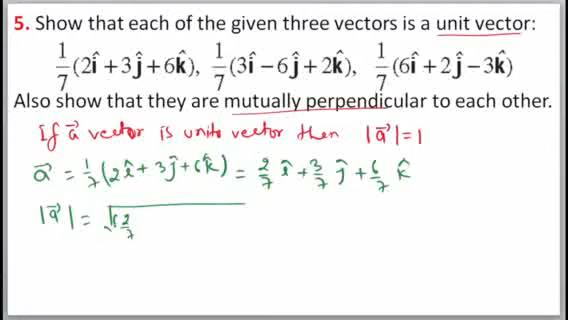 5. Show that each of the given three vectors is a unit vector:
1/7(2î + 3ĵ + 6k̂), 1/7(3î − 6ĵ + 2k̂), 1/7(6î + 2ĵ − 3k̂)
Also show that they are mutually perpendicular to each other.
If a⃗ vector is unite vector then |a⃗| = 1
a⃗ = 1/7(2î + 3ĵ + 6k̂) = 2/7 î + 3/7 ĵ + 6/7 k̂
|a⃗| = √(2/7